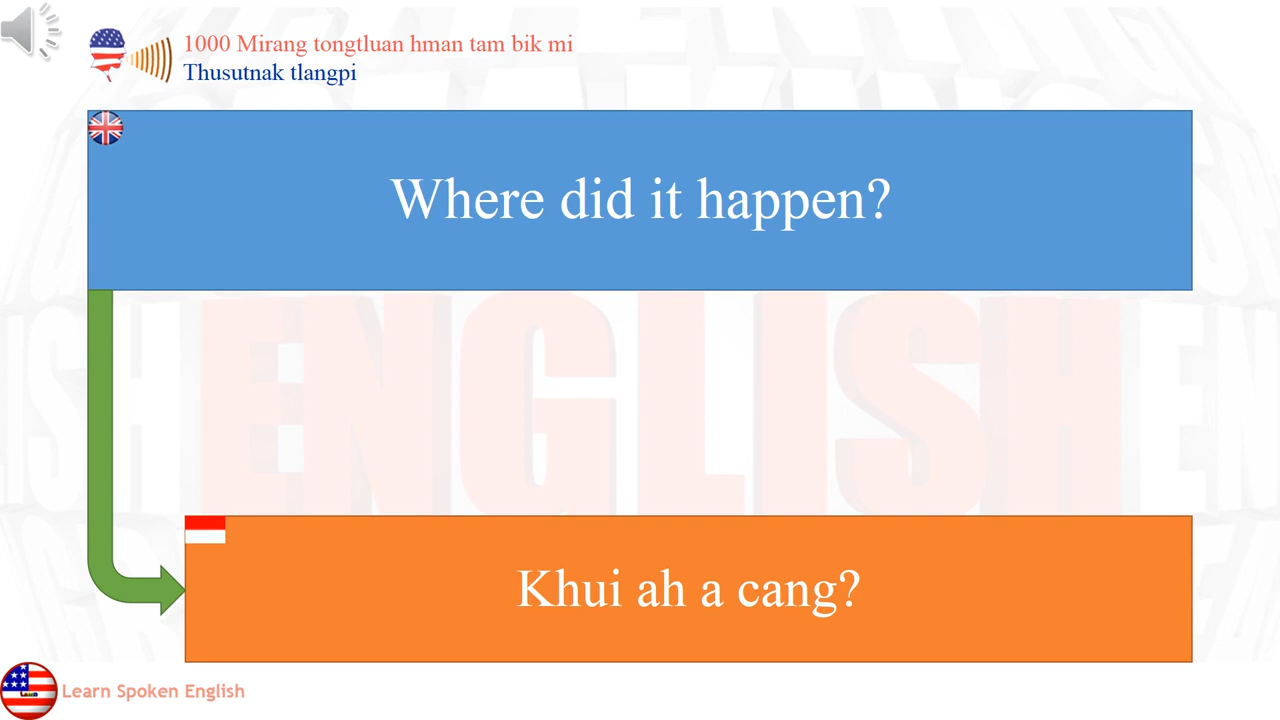 1000 Mirang tongtluan hman tam bik mi
Thusutnak tlangpi
Where did it happen?
ENGLISH
Khui ah a cang?
Learn Spoken English